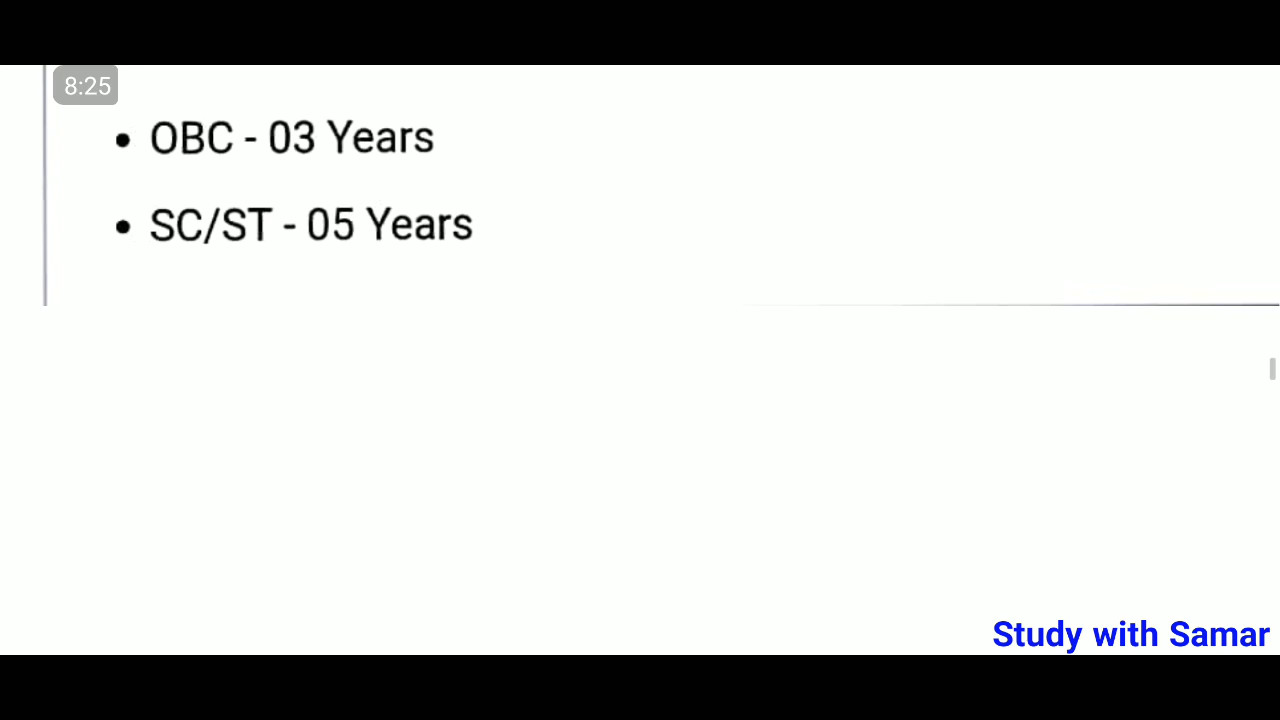 8:25
• OBC - 03 Years
• SC/ST - 05 Years
Study with Samar